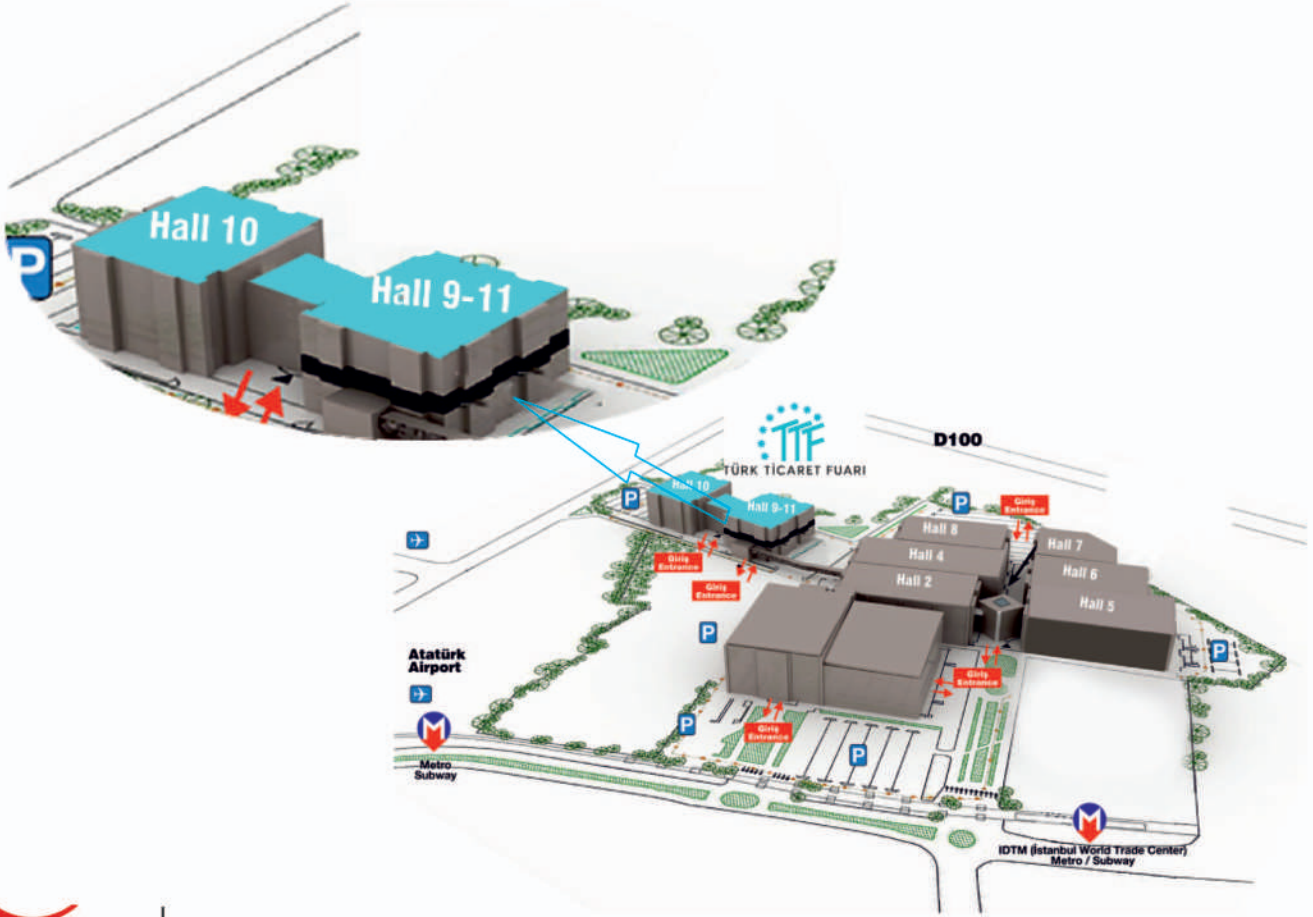 Hall 10
P
Hall 9-11
TTF
TÜRK TİCARET FUARI
D100
Hall 10
Hall 9-11
P
P
Giriş
Entrance
Hall 8
Hall 7
Hall 4
Hall 6
Hall 2
Hall 5
Giriş
Entrance
Giriş
Entrance
P
P
Atatürk
Airport
Giriş
Entrance
M
Metro
Subway
P
Giriş
Entrance
P
M
IDTM (İstanbul World Trade Center)
Metro / Subway